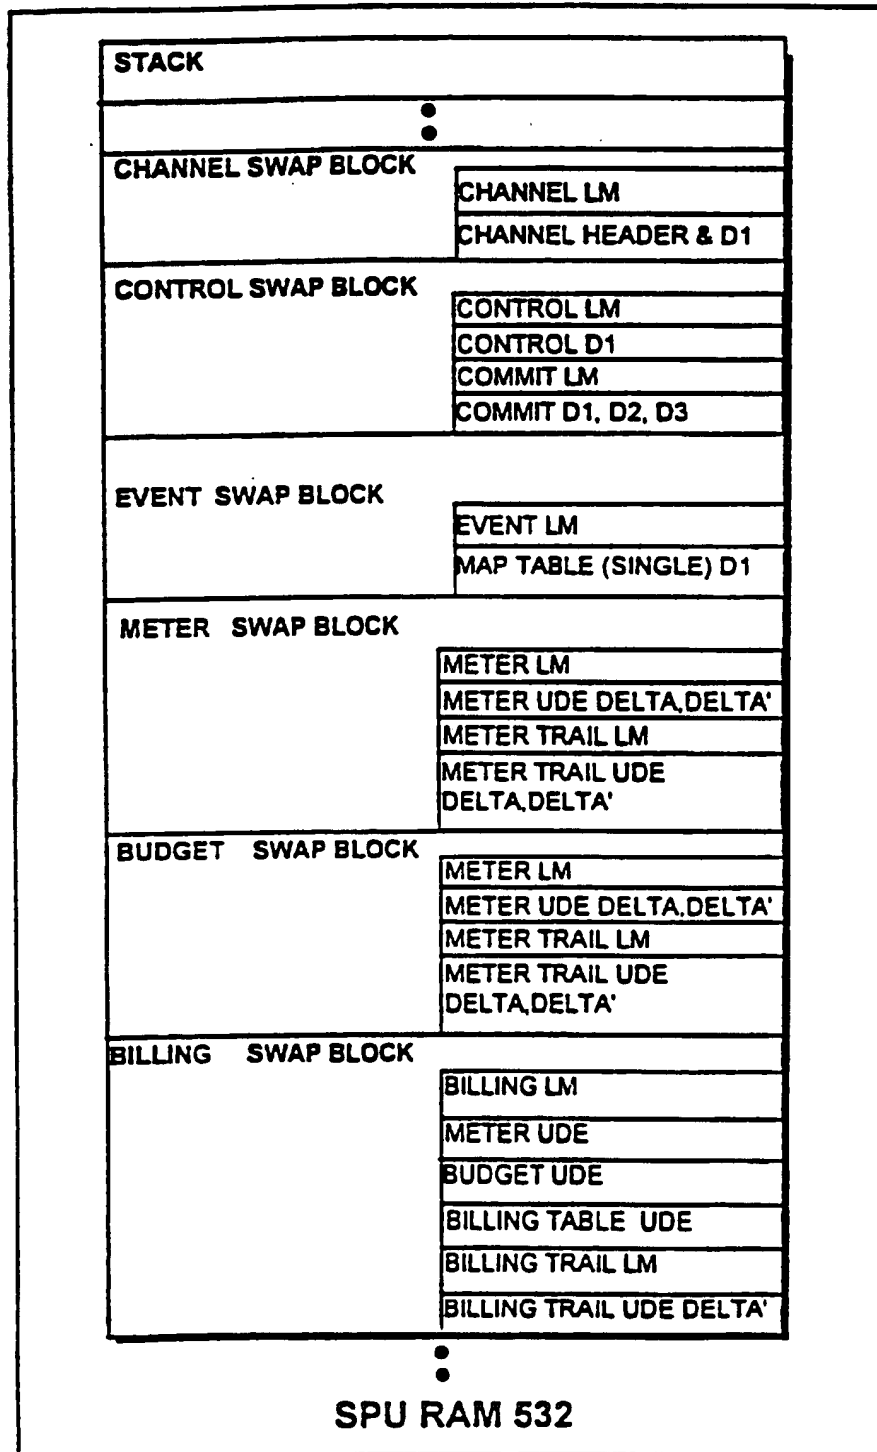 STACK
CHANNEL SWAP BLOCK
CHANNEL LM
CHANNEL HEADER & D1
CONTROL SWAP BLOCK
CONTROL LM
CONTROL D1
COMMIT LM
COMMIT D1, D2, D3
EVENT SWAP BLOCK
EVENT LM
MAP TABLE (SINGLE) D1
METER SWAP BLOCK
METER LM
METER UDE DELTA,DELTA'
METER TRAIL LM
METER TRAIL UDE
DELTA,DELTA'
BUDGET SWAP BLOCK
METER LM
METER UDE DELTA,DELTA'
METER TRAIL LM
METER TRAIL UDE
DELTA,DELTA'
BILLING SWAP BLOCK
BILLING LM
METER UDE
BUDGET UDE
BILLING TABLE UDE
BILLING TRAIL LM
BILLING TRAIL UDE DELTA'
SPU RAM 532